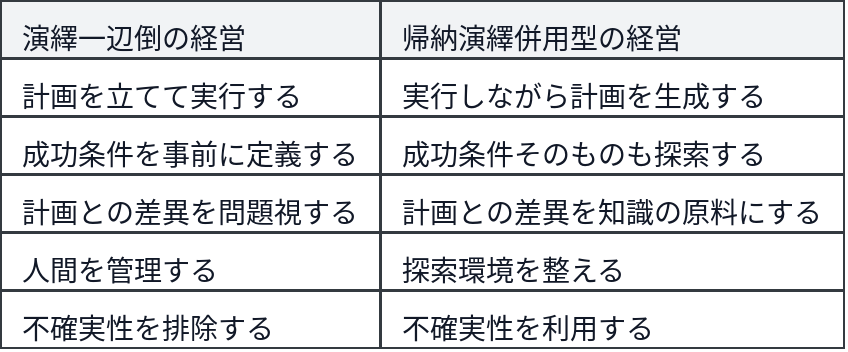 演繹一辺倒の経営 帰納演繹併用型の経営
計画を立てて実行する 実行しながら計画を生成する
成功条件を事前に定義する 成功条件そのものも探索する
計画との差異を問題視する 計画との差異を知識の原料にする
人間を管理する 探索環境を整える
不確実性を排除する 不確実性を利用する